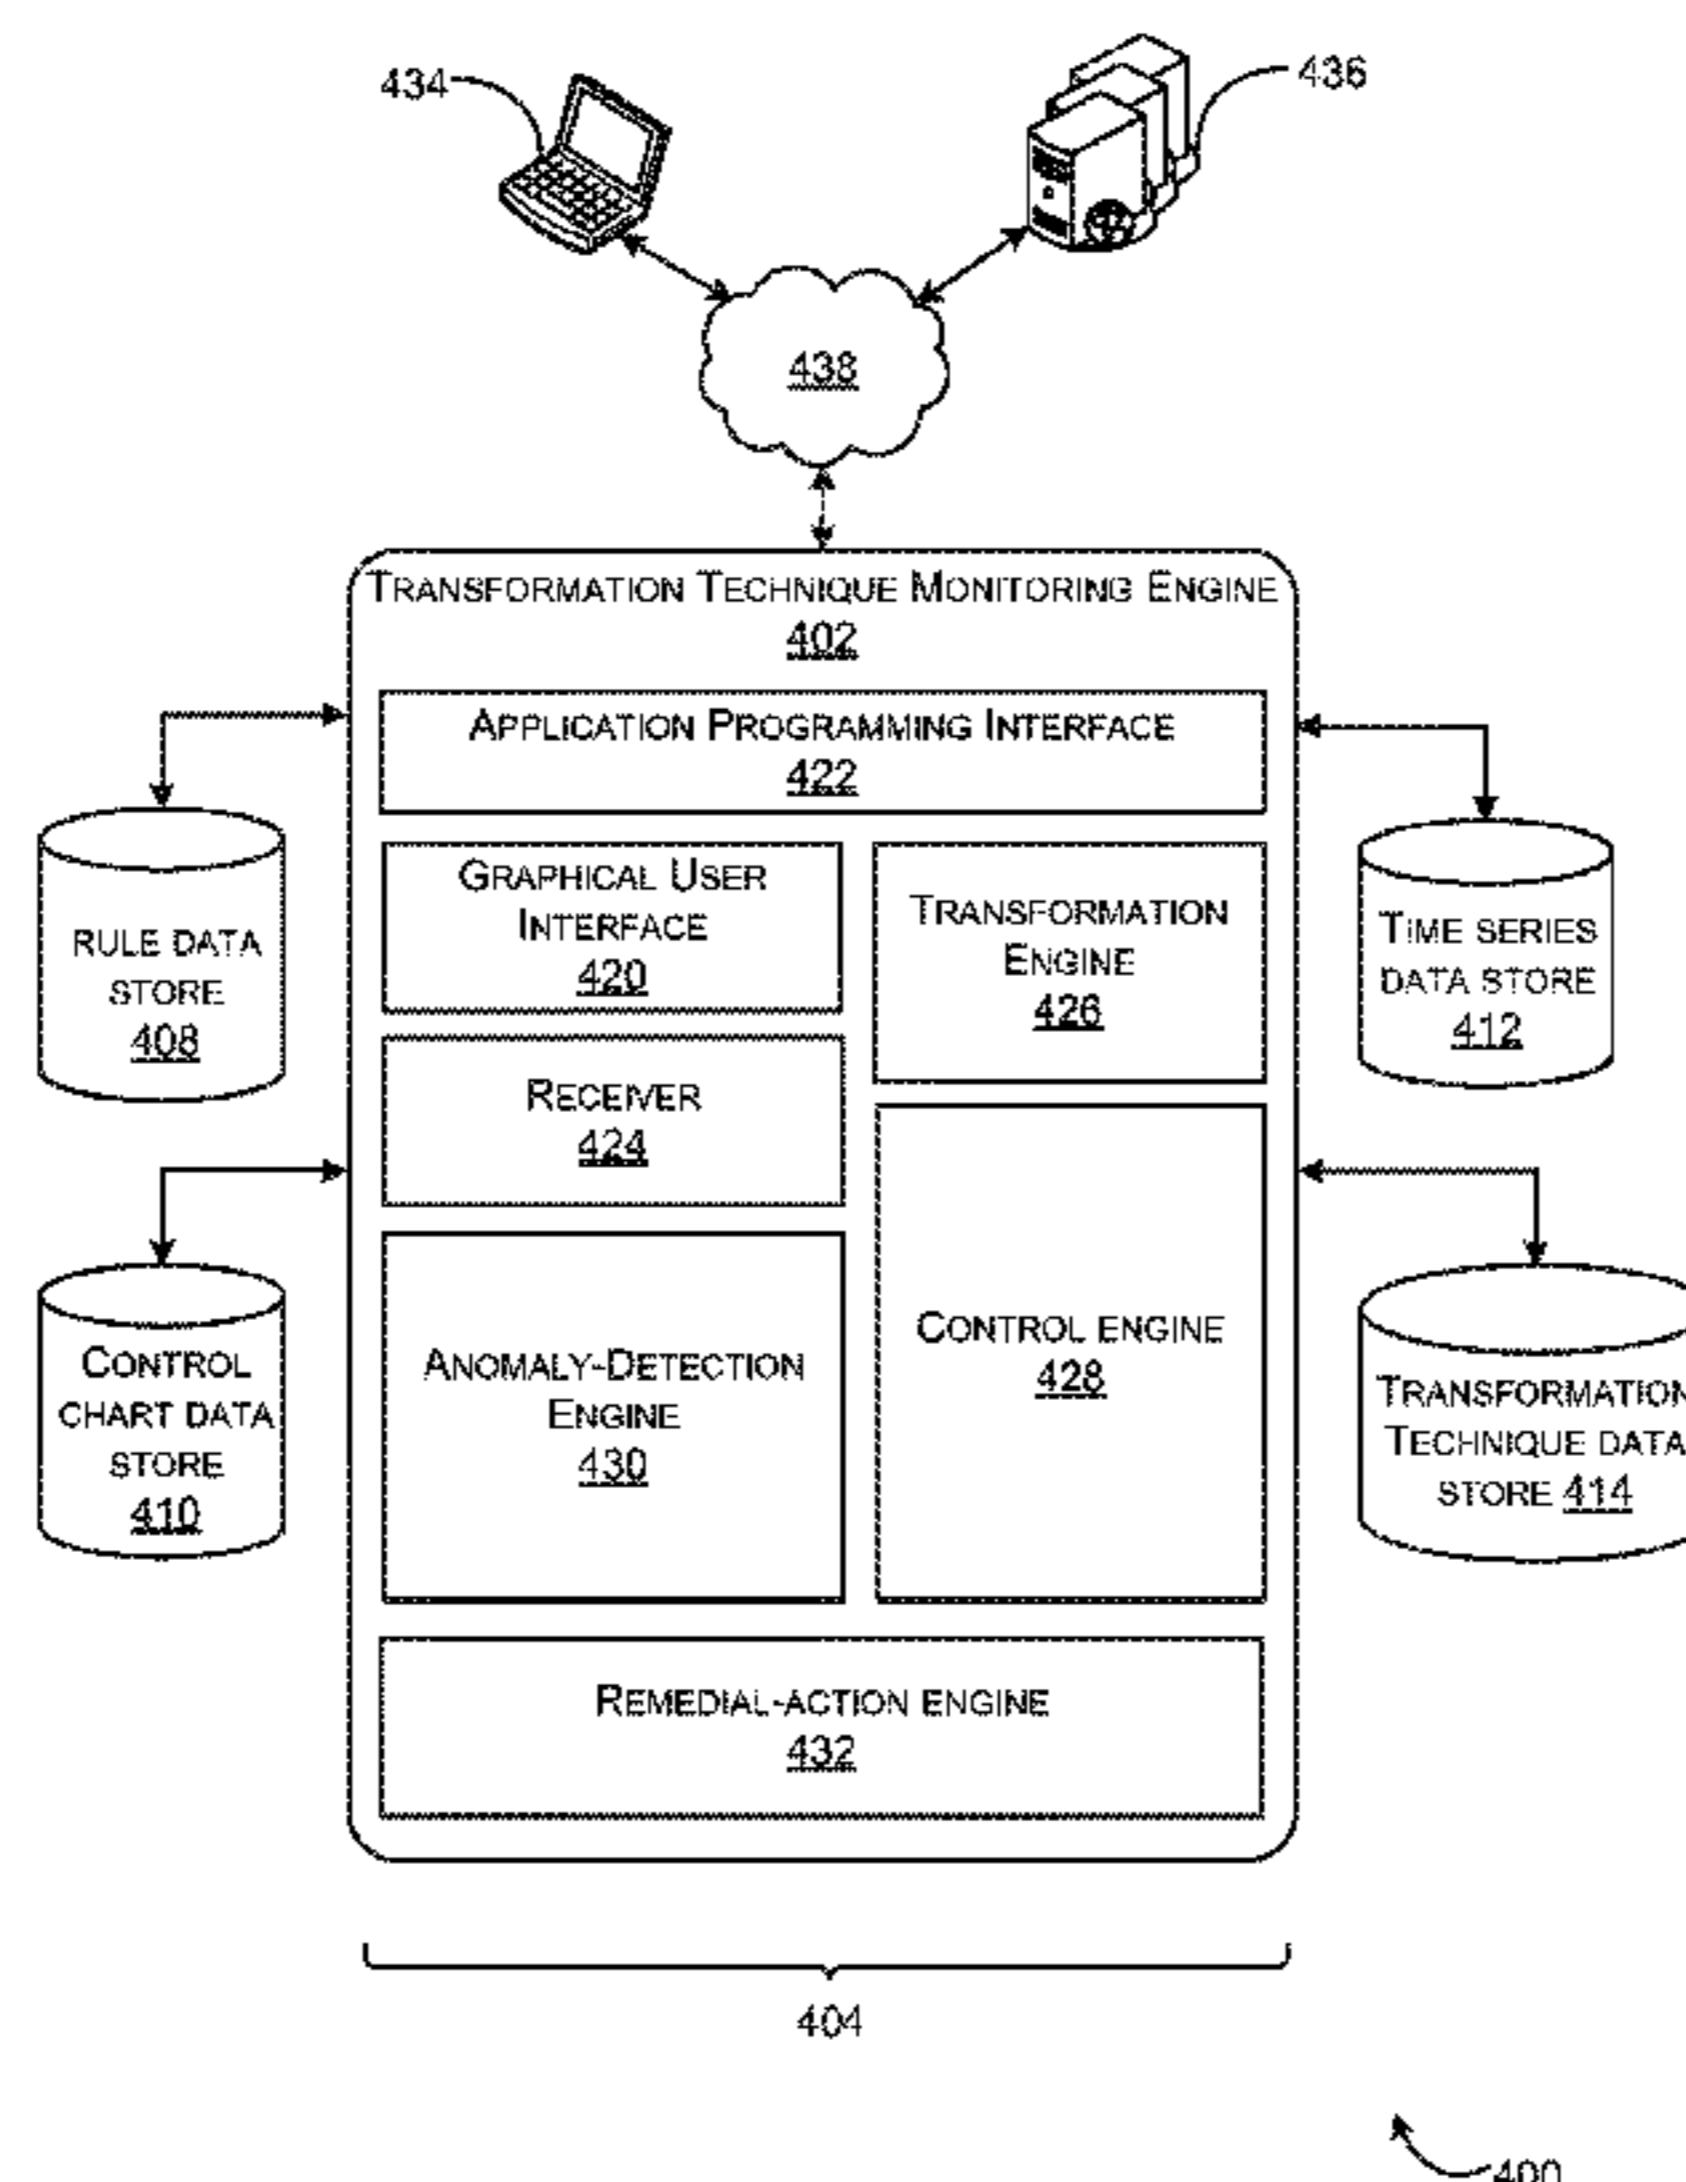 434
436
438
TRANSFORMATION TECHNIQUE MONITORING ENGINE
402
APPLICATION PROGRAMMING INTERFACE
422
GRAPHICAL USER
INTERFACE
420
TRANSFORMATION
ENGINE
426
RULE DATA
STORE
408
TIME SERIES
DATA STORE
412
RECEIVER
424
CONTROL ENGINE
428
ANOMALY-DETECTION
ENGINE
430
CONTROL
CHART DATA
STORE
410
TRANSFORMATION
TECHNIQUE DATA
STORE 414
REMEDIAL-ACTION ENGINE
432
404
400